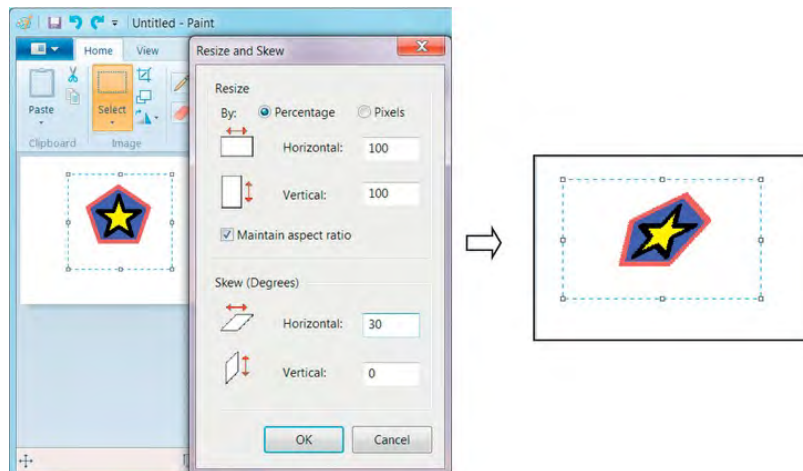 Untitled - Paint
Home View
Paste
Select
Clipboard Image
Resize and Skew
Resize
By: Percentage Pixels
Horizontal: 100
Vertical: 100
Maintain aspect ratio
Skew (Degrees)
Horizontal: 30
Vertical: 0
OK Cancel